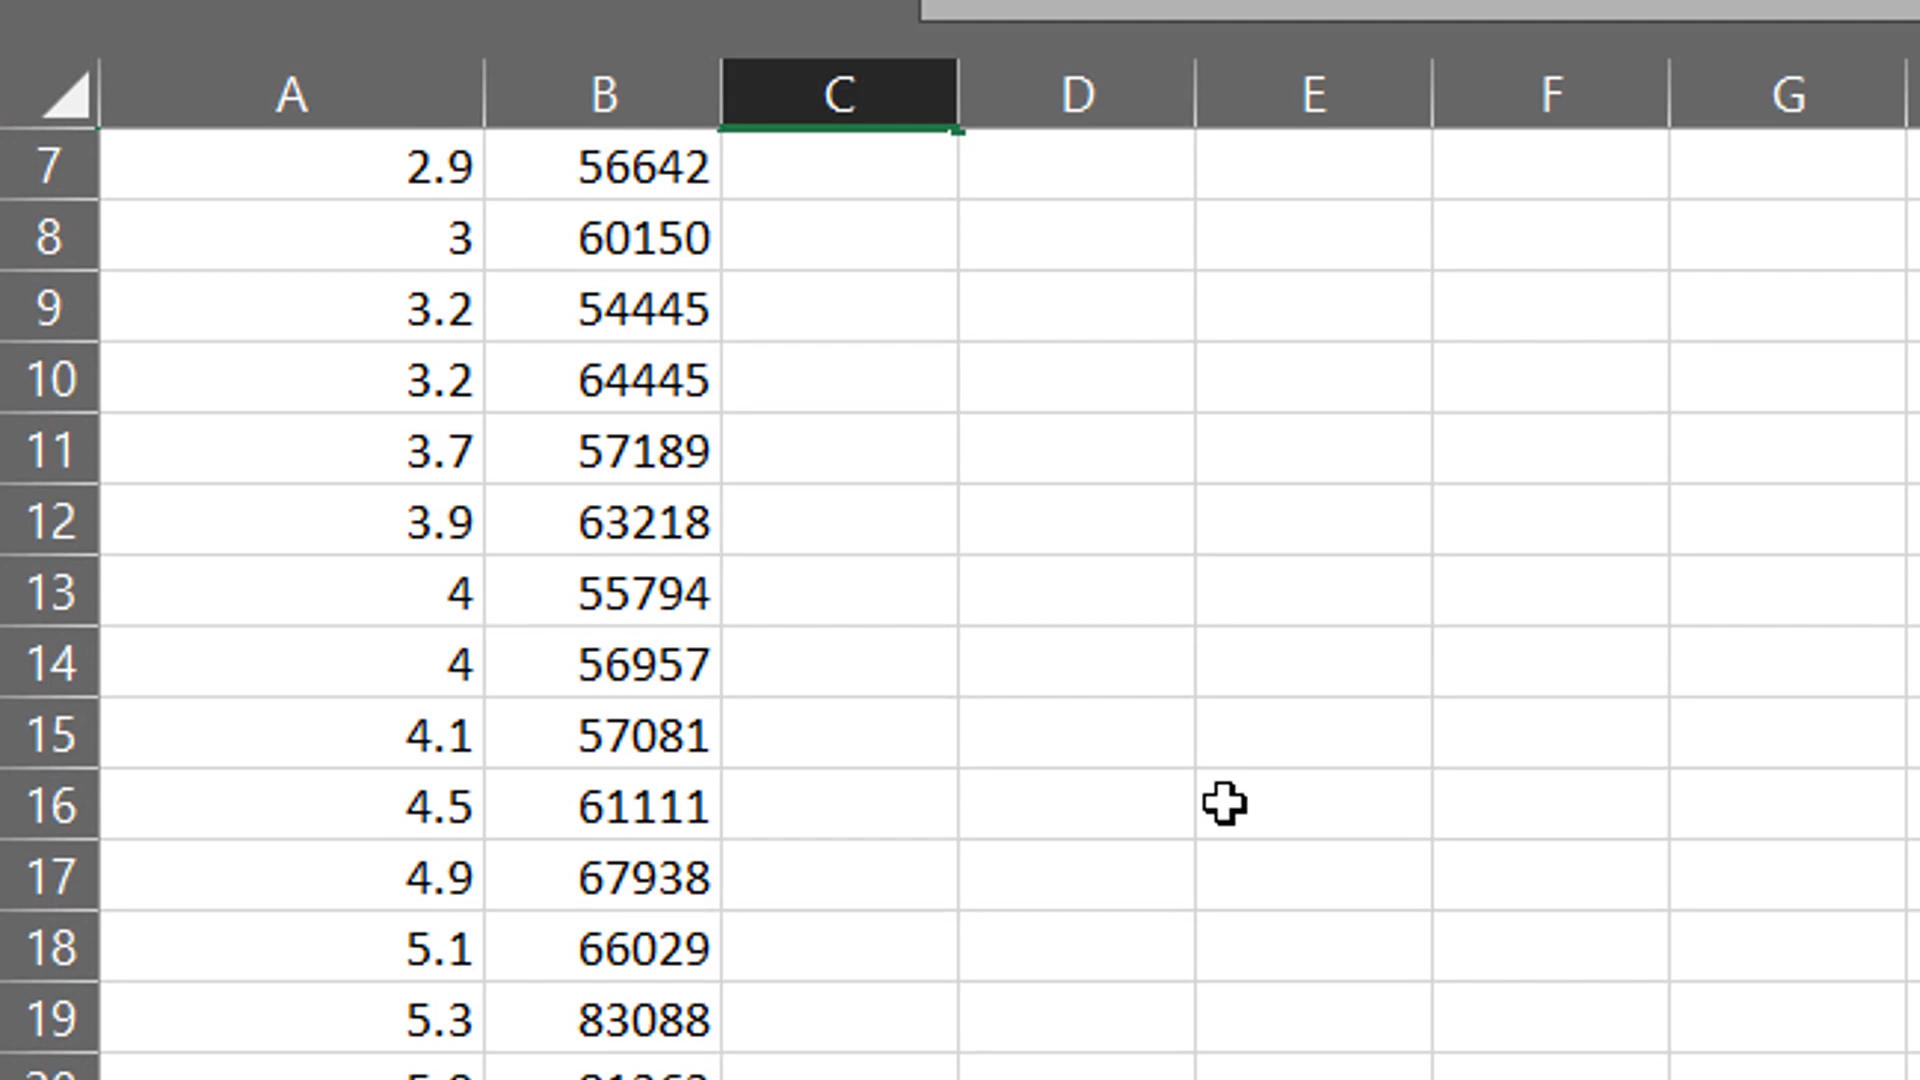 A B C D E F G
7 2.9 56642
8 3 60150
9 3.2 54445
10 3.2 64445
11 3.7 57189
12 3.9 63218
13 4 55794
14 4 56957
15 4.1 57081
16 4.5 61111
17 4.9 67938
18 5.1 66029
19 5.3 83088